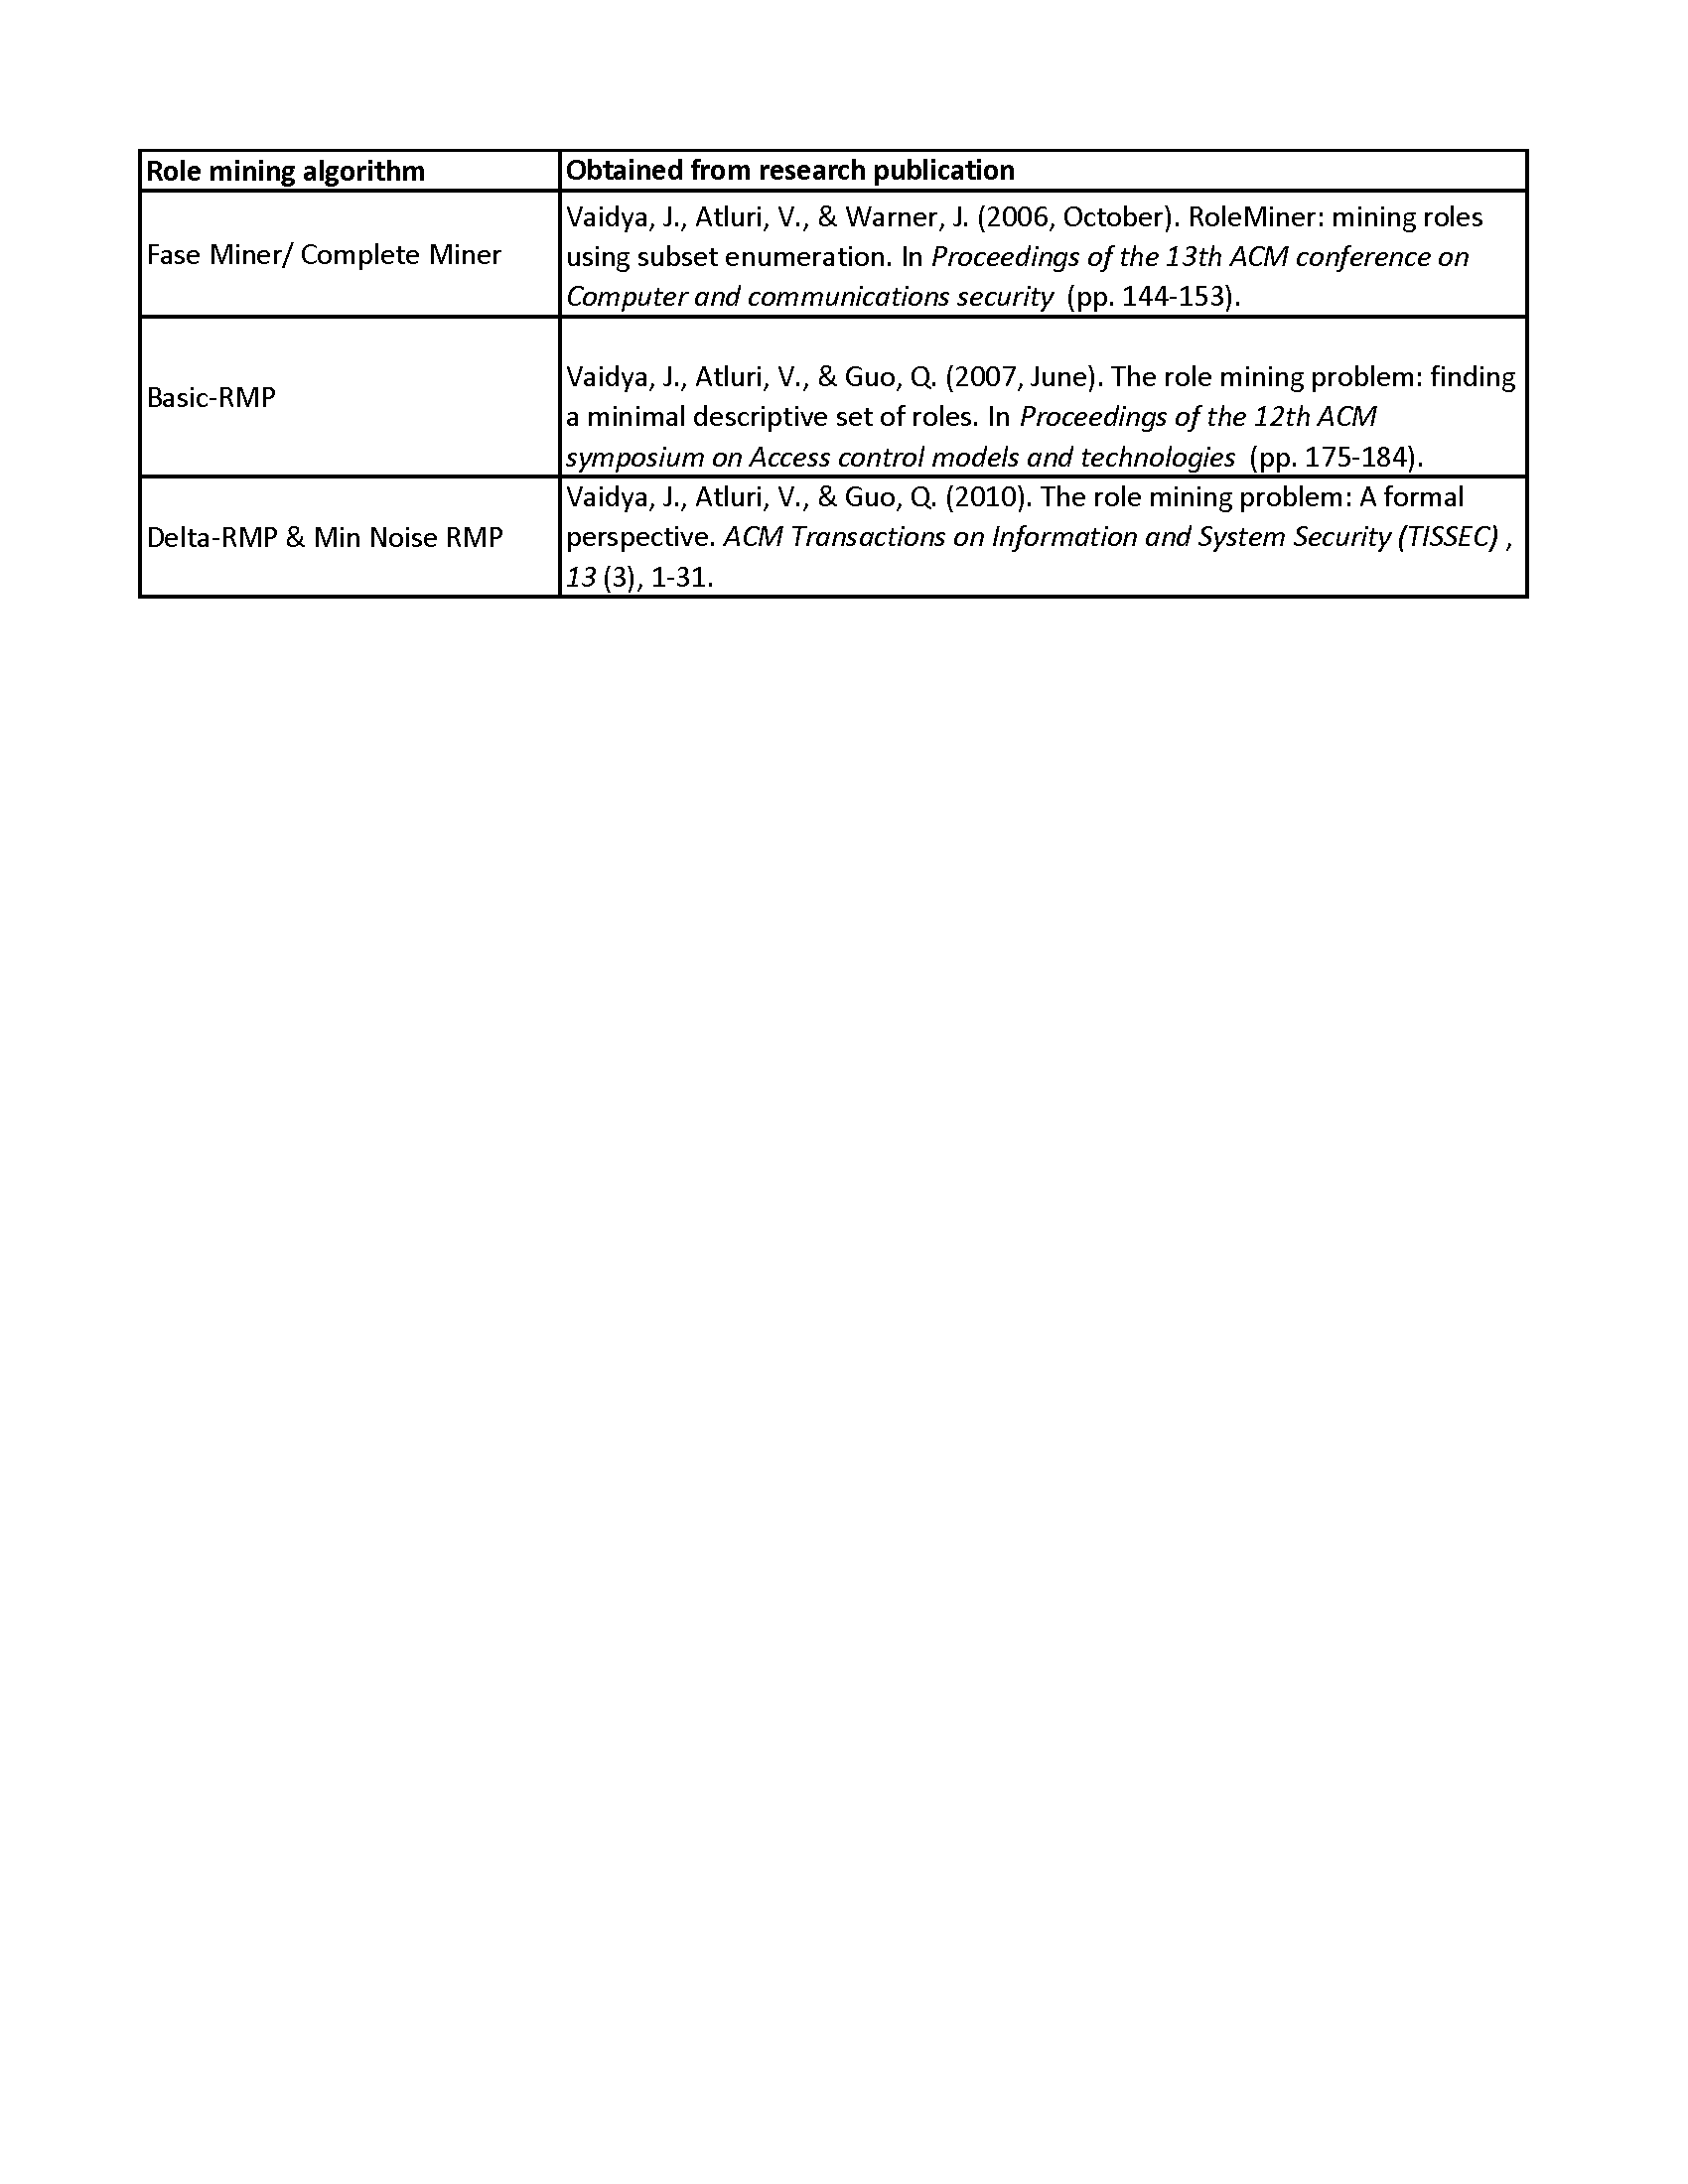 Role mining algorithm
Obtained from research publication
Fase Miner/ Complete Miner
Vaidya, J., Atluri, V., & Warner, J. (2006, October). RoleMiner: mining roles
using subset enumeration. In Proceedings of the 13th ACM conference on
Computer and communications security (pp. 144-153).
Basic-RMP
Vaidya, J., Atluri, V., & Guo, Q. (2007, June). The role mining problem: finding
a minimal descriptive set of roles. In Proceedings of the 12th ACM
symposium on Access control models and technologies (pp. 175-184).
Delta-RMP & Min Noise RMP
Vaidya, J., Atluri, V., & Guo, Q. (2010). The role mining problem: A formal
perspective. ACM Transactions on Information and System Security (TISSEC) ,
13 (3), 1-31.